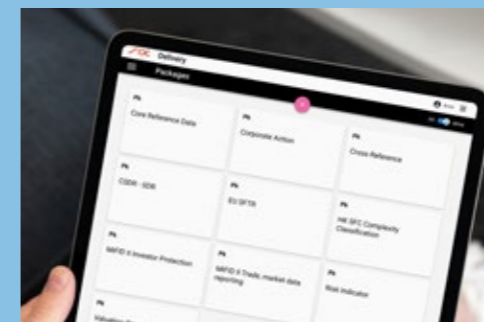 SIX Delivery
Packages
Core Reference Data
Corporate Action
Cross Reference
CSDR - SDR
EU SFTR
HK SFC Complexity
Classification
MiFID II Investor Protection
MiFID II Trade, market data
reporting
Risk Indicator